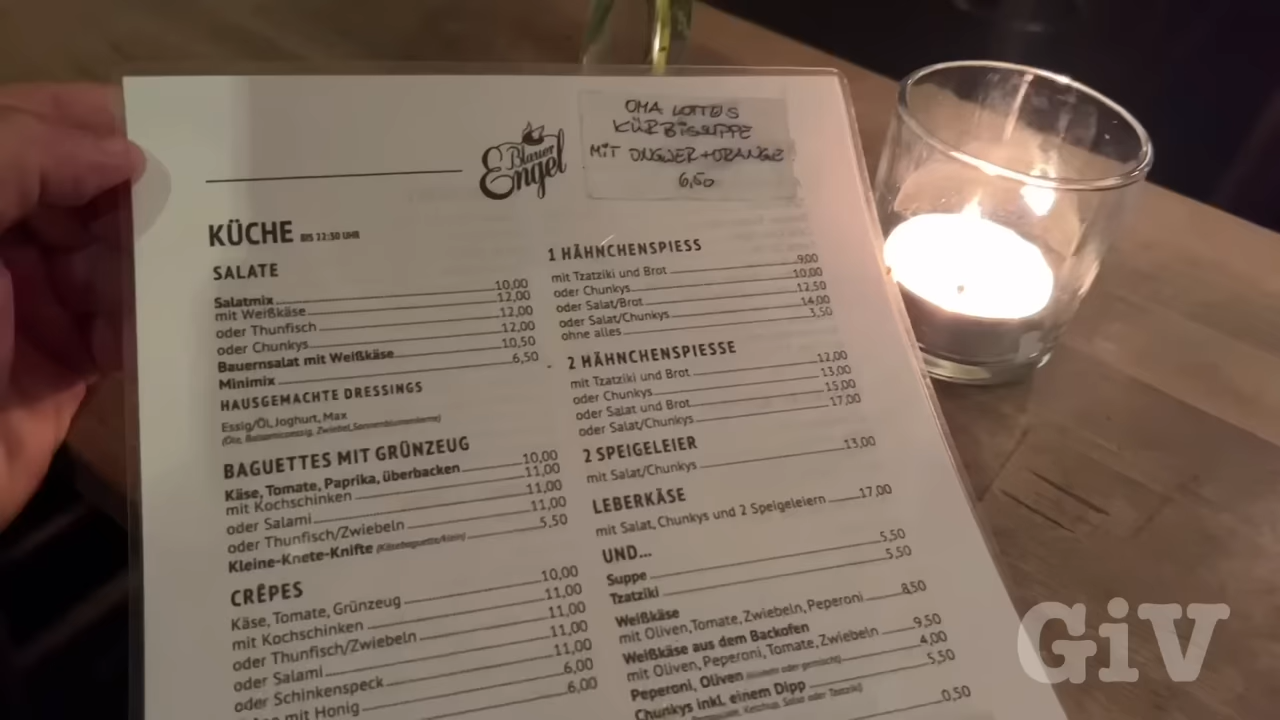 OMA LOTTE'S
KÜRBISSUPPE
MIT INGWER + ORANGE
6,50
Blauer
Engel
KÜCHE BIS 22:30 UHR
SALATE
Salatmix 10,00
mit Weißkäse 12,00
oder Thunfisch 12,00
oder Chunkys 12,00
Bauernsalat mit Weißkäse 10,50
Minimix 6,50
HAUSGEMACHTE DRESSINGS
Essig/Öl, Joghurt, Max
BAGUETTES MIT GRÜNZEUG
Käse, Tomate, Paprika, überbacken 10,00
mit Kochschinken 11,00
oder Salami 11,00
oder Thunfisch/Zwiebeln 11,00
Kleine-Knete-Knifte (Käsebaguette/klein) 5,50
CRÊPES
Käse, Tomate, Grünzeug 10,00
mit Kochschinken 11,00
oder Thunfisch/Zwiebeln 11,00
oder Salami 11,00
oder Schinkenspeck 11,00
mit Honig 6,00
6,00
1 HÄHNCHENSPIESS
mit Tzatziki und Brot 9,00
oder Chunkys 10,00
oder Salat/Brot 12,50
oder Salat/Chunkys 14,00
ohne alles 3,50
2 HÄHNCHENSPIESSE
mit Tzatziki und Brot 12,00
oder Chunkys 13,00
oder Salat und Brot 15,00
oder Salat/Chunkys 17,00
2 SPEIGELEIER
mit Salat/Chunkys 13,00
LEBERKÄSE
mit Salat, Chunkys und 2 Speigeleiern 17,00
UND...
Suppe 5,50
Tzatziki 5,50
Weißkäse
mit Oliven, Tomate, Zwiebeln, Peperoni 8,50
Weißkäse aus dem Backofen
mit Oliven, Peperoni, Tomate, Zwiebeln 9,50
Peperoni, Oliven 4,00
Chunkys inkl. einem Dipp 5,50
0,50
GiV